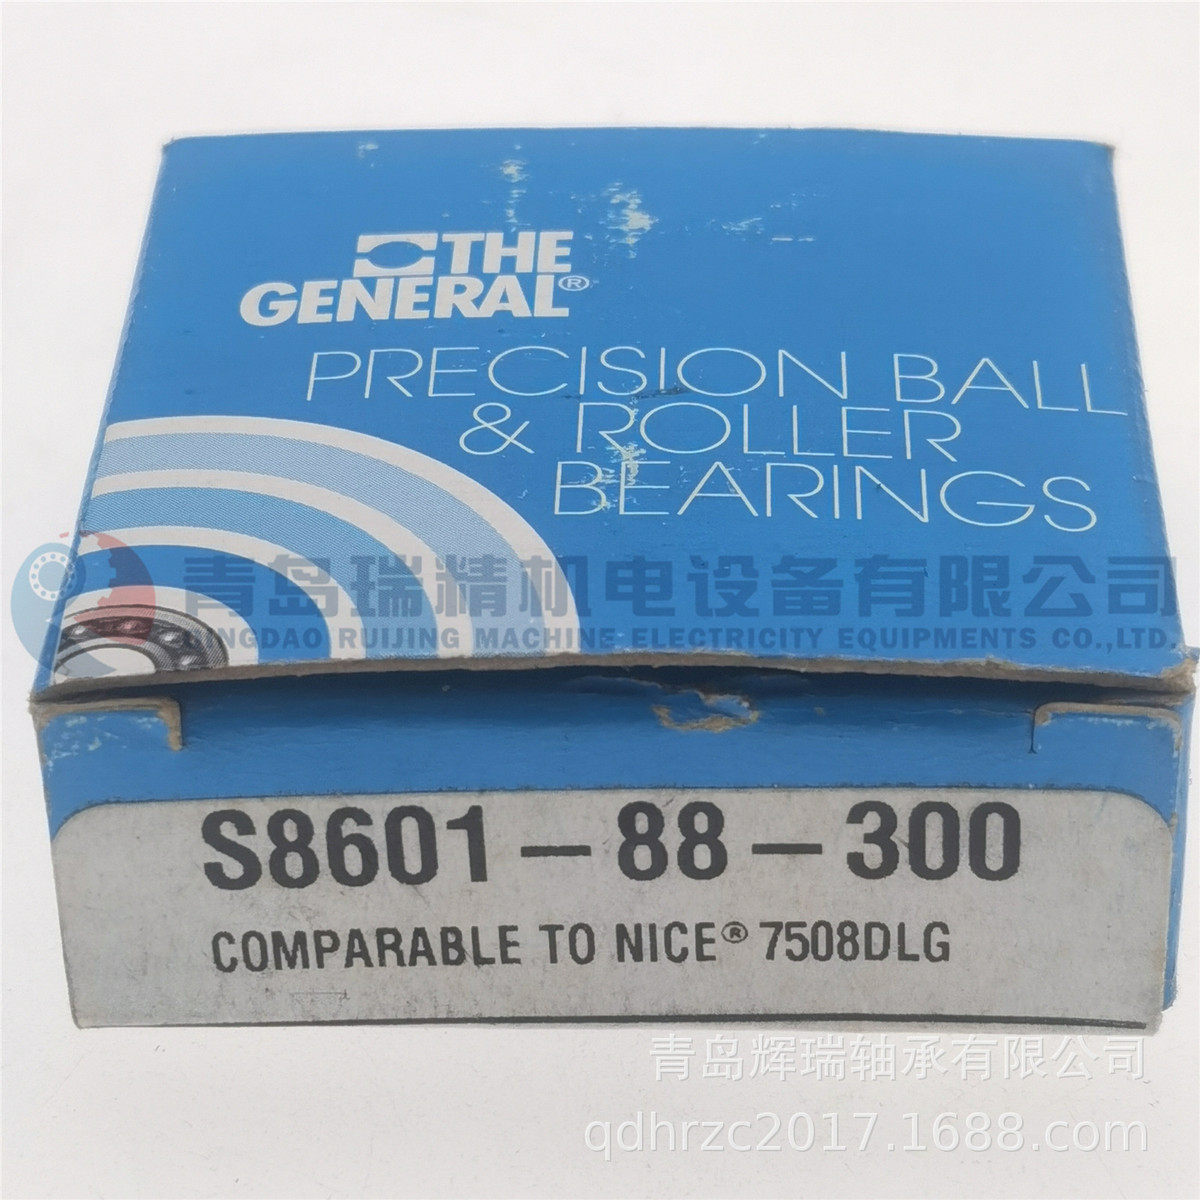 THE
GENERAL®
PRECISION BALL
& ROLLER
BEARINGS
青岛瑞精机电设备有限公司
QINGDAO RUIJING MACHINE ELECTRICITY EQUIPMENTS CO.,LTD.
S8601-88-300
COMPARABLE TO NICE® 7508DLG
青岛辉瑞轴承有限公司
qdhrzc2017.1688.com